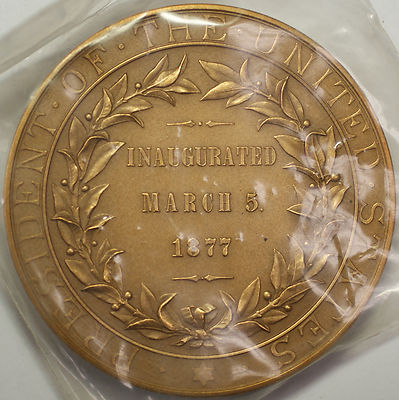 PRESIDENT · OF · THE · UNITED · STATES
INAUGURATED
MARCH 5.
1877